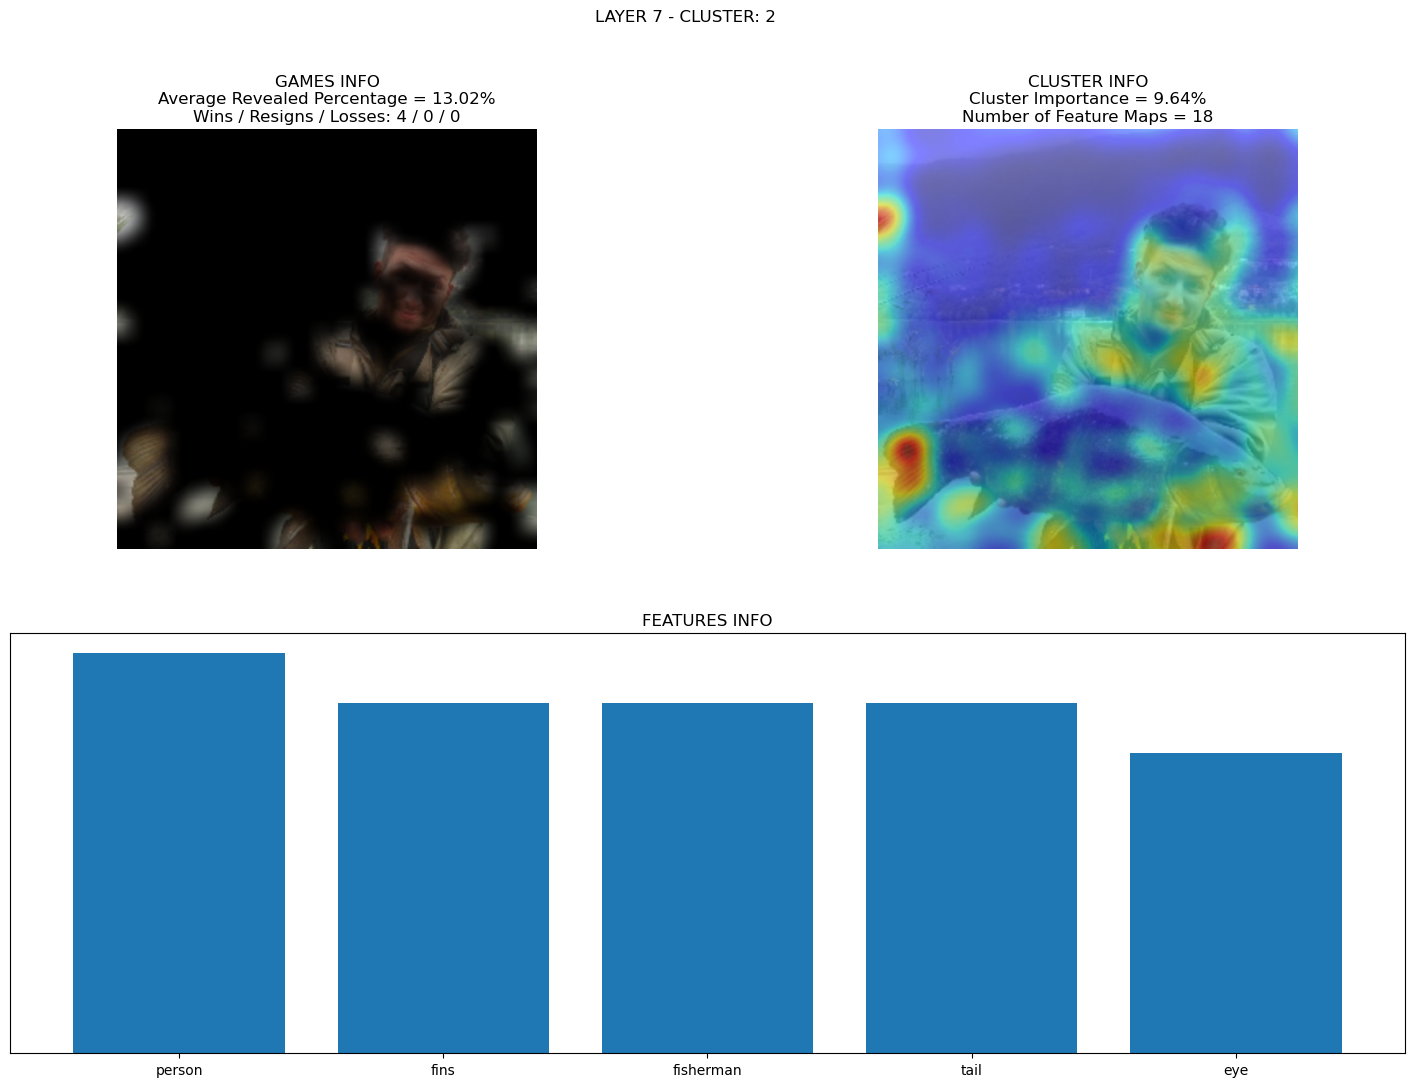 LAYER 7 - CLUSTER: 2
GAMES INFO
Average Revealed Percentage = 13.02%
Wins / Resigns / Losses: 4 / 0 / 0
CLUSTER INFO
Cluster Importance = 9.64%
Number of Feature Maps = 18
FEATURES INFO
person
fins
fisherman
tail
eye